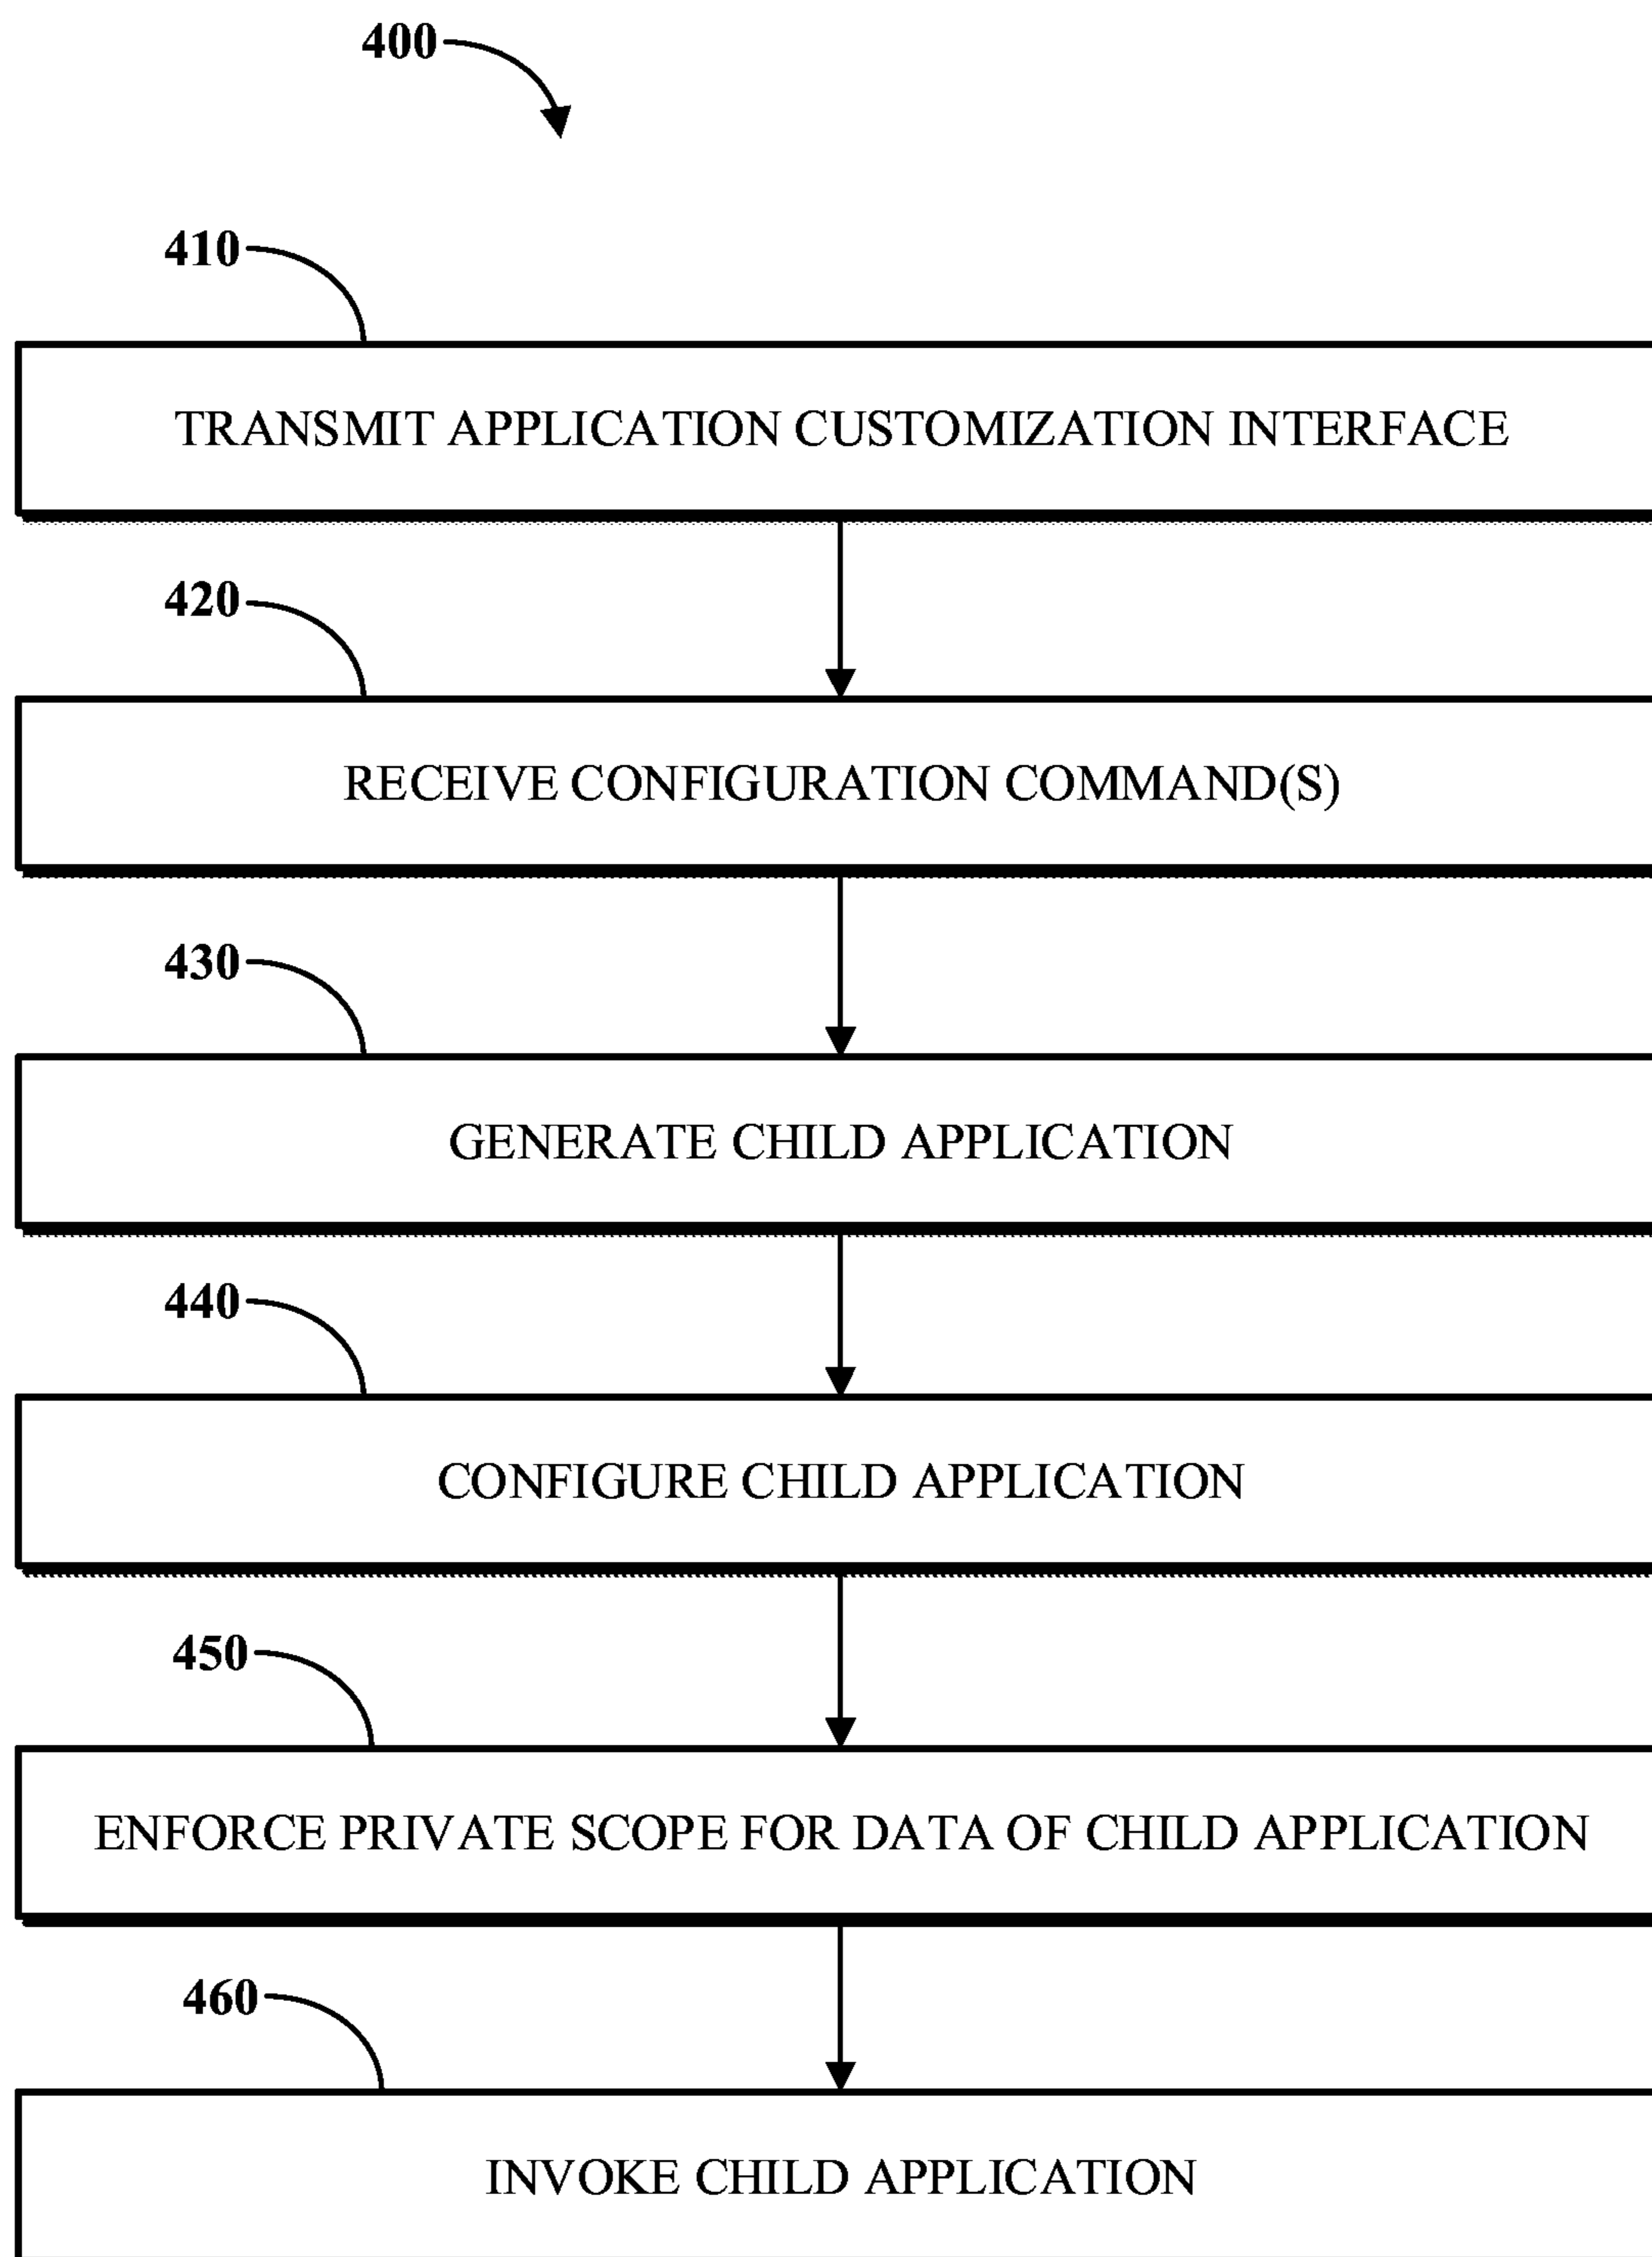 400
410
TRANSMIT APPLICATION CUSTOMIZATION INTERFACE
420
RECEIVE CONFIGURATION COMMAND(S)
430
GENERATE CHILD APPLICATION
440
CONFIGURE CHILD APPLICATION
450
ENFORCE PRIVATE SCOPE FOR DATA OF CHILD APPLICATION
460
INVOKE CHILD APPLICATION